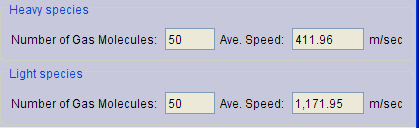 Heavy species
Number of Gas Molecules: 50 Ave. Speed: 411.96 m/sec
Light species
Number of Gas Molecules: 50 Ave. Speed: 1,171.95 m/sec